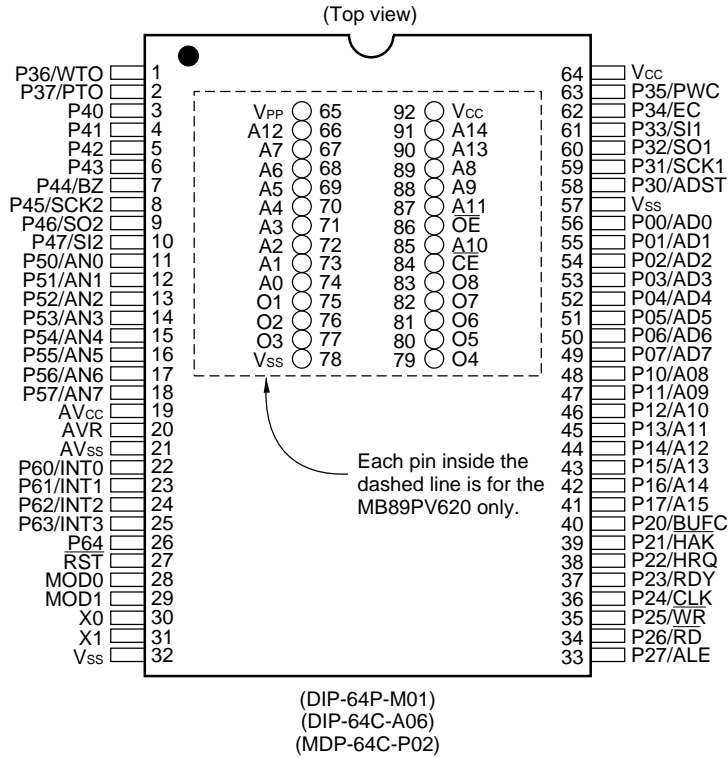 (Top view)
P36/WTO 1 64 VCC
P37/PTO 2 63 P35/PWC
P40 3 62 P34/EC
P41 4 61 P33/SI1
P42 5 60 P32/SO1
P43 6 59 P31/SCK1
P44/BZ 7 58 P30/ADST
P45/SCK2 8 57 VSS
P46/SO2 9 56 P00/AD0
P47/SI2 10 55 P01/AD1
P50/AN0 11 54 P02/AD2
P51/AN1 12 53 P03/AD3
P52/AN2 13 52 P04/AD4
P53/AN3 14 51 P05/AD5
P54/AN4 15 50 P06/AD6
P55/AN5 16 49 P07/AD7
P56/AN6 17 48 P10/A08
P57/AN7 18 47 P11/A09
AVCC 19 46 P12/A10
AVR 20 45 P13/A11
AVSS 21 44 P14/A12
P60/INT0 22 43 P15/A13
P61/INT1 23 42 P16/A14
P62/INT2 24 41 P17/A15
P63/INT3 25 40 P20/BUFC
P64 26 39 P21/HAK
RST 27 38 P22/HRQ
MOD0 28 37 P23/RDY
MOD1 29 36 P24/CLK
X0 30 35 P25/WR
X1 31 34 P26/RD
VSS 32 33 P27/ALE
VPP 65 92 VCC
A12 66 91 A14
A7 67 90 A13
A6 68 89 A8
A5 69 88 A9
A4 70 87 A11
A3 71 86 OE
A2 72 85 A10
A1 73 84 CE
A0 74 83 O8
O1 75 82 O7
O2 76 81 O6
O3 77 80 O5
VSS 78 79 O4
Each pin inside the
dashed line is for the
MB89PV620 only.
(DIP-64P-M01)
(DIP-64C-A06)
(MDP-64C-P02)